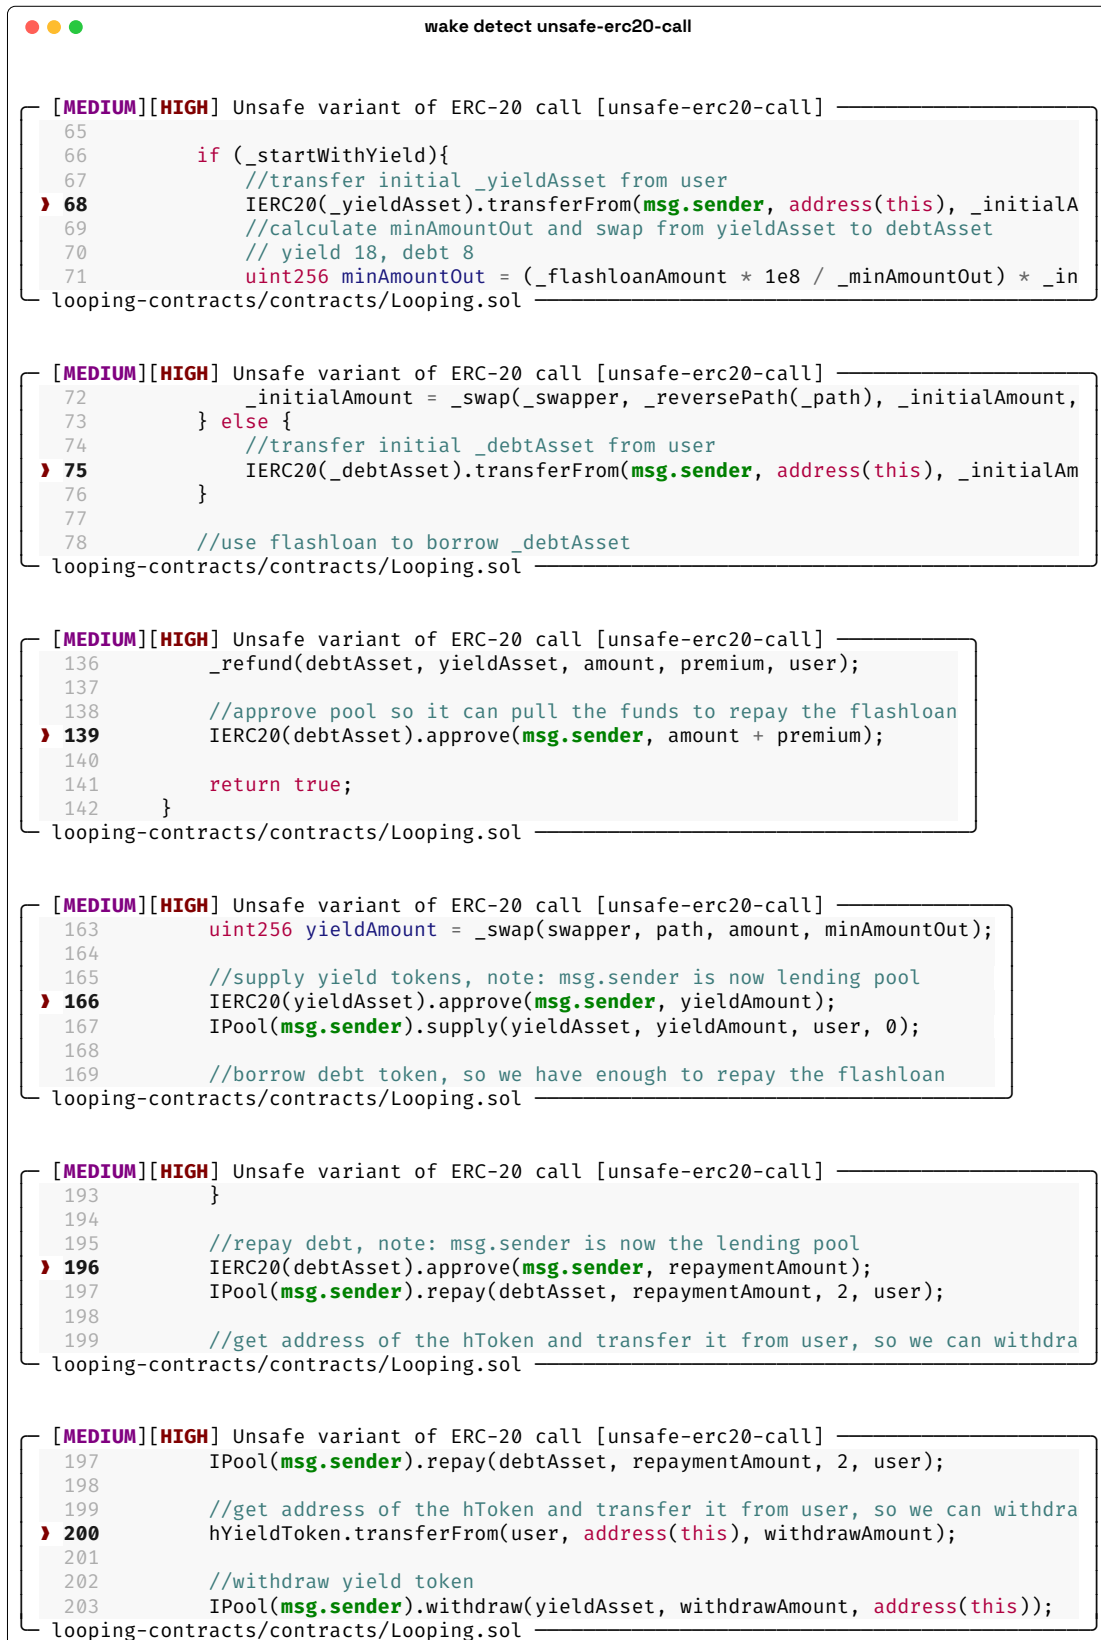 wake detect unsafe-erc20-call
[MEDIUM][HIGH] Unsafe variant of ERC-20 call [unsafe-erc20-call]
65
66         if (_startWithYield){
67             //transfer initial _yieldAsset from user
❱ 68             IERC20(_yieldAsset).transferFrom(msg.sender, address(this), _initialA
69             //calculate minAmountOut and swap from yieldAsset to debtAsset
70             // yield 18, debt 8
71             uint256 minAmountOut = (_flashloanAmount * 1e8 / _minAmountOut) * _in
looping-contracts/contracts/Looping.sol
[MEDIUM][HIGH] Unsafe variant of ERC-20 call [unsafe-erc20-call]
72             _initialAmount = _swap(_swapper, _reversePath(_path), _initialAmount,
73         } else {
74             //transfer initial _debtAsset from user
❱ 75             IERC20(_debtAsset).transferFrom(msg.sender, address(this), _initialAm
76         }
77
78         //use flashloan to borrow _debtAsset
looping-contracts/contracts/Looping.sol
[MEDIUM][HIGH] Unsafe variant of ERC-20 call [unsafe-erc20-call]
136         _refund(debtAsset, yieldAsset, amount, premium, user);
137
138         //approve pool so it can pull the funds to repay the flashloan
❱ 139         IERC20(debtAsset).approve(msg.sender, amount + premium);
140
141         return true;
142     }
looping-contracts/contracts/Looping.sol
[MEDIUM][HIGH] Unsafe variant of ERC-20 call [unsafe-erc20-call]
163         uint256 yieldAmount = _swap(swapper, path, amount, minAmountOut);
164
165         //supply yield tokens, note: msg.sender is now lending pool
❱ 166         IERC20(yieldAsset).approve(msg.sender, yieldAmount);
167         IPool(msg.sender).supply(yieldAsset, yieldAmount, user, 0);
168
169         //borrow debt token, so we have enough to repay the flashloan
looping-contracts/contracts/Looping.sol
[MEDIUM][HIGH] Unsafe variant of ERC-20 call [unsafe-erc20-call]
193         }
194
195         //repay debt, note: msg.sender is now the lending pool
❱ 196         IERC20(debtAsset).approve(msg.sender, repaymentAmount);
197         IPool(msg.sender).repay(debtAsset, repaymentAmount, 2, user);
198
199         //get address of the hToken and transfer it from user, so we can withdra
looping-contracts/contracts/Looping.sol
[MEDIUM][HIGH] Unsafe variant of ERC-20 call [unsafe-erc20-call]
197         IPool(msg.sender).repay(debtAsset, repaymentAmount, 2, user);
198
199         //get address of the hToken and transfer it from user, so we can withdra
❱ 200         hYieldToken.transferFrom(user, address(this), withdrawAmount);
201
202         //withdraw yield token
203         IPool(msg.sender).withdraw(yieldAsset, withdrawAmount, address(this));
looping-contracts/contracts/Looping.sol